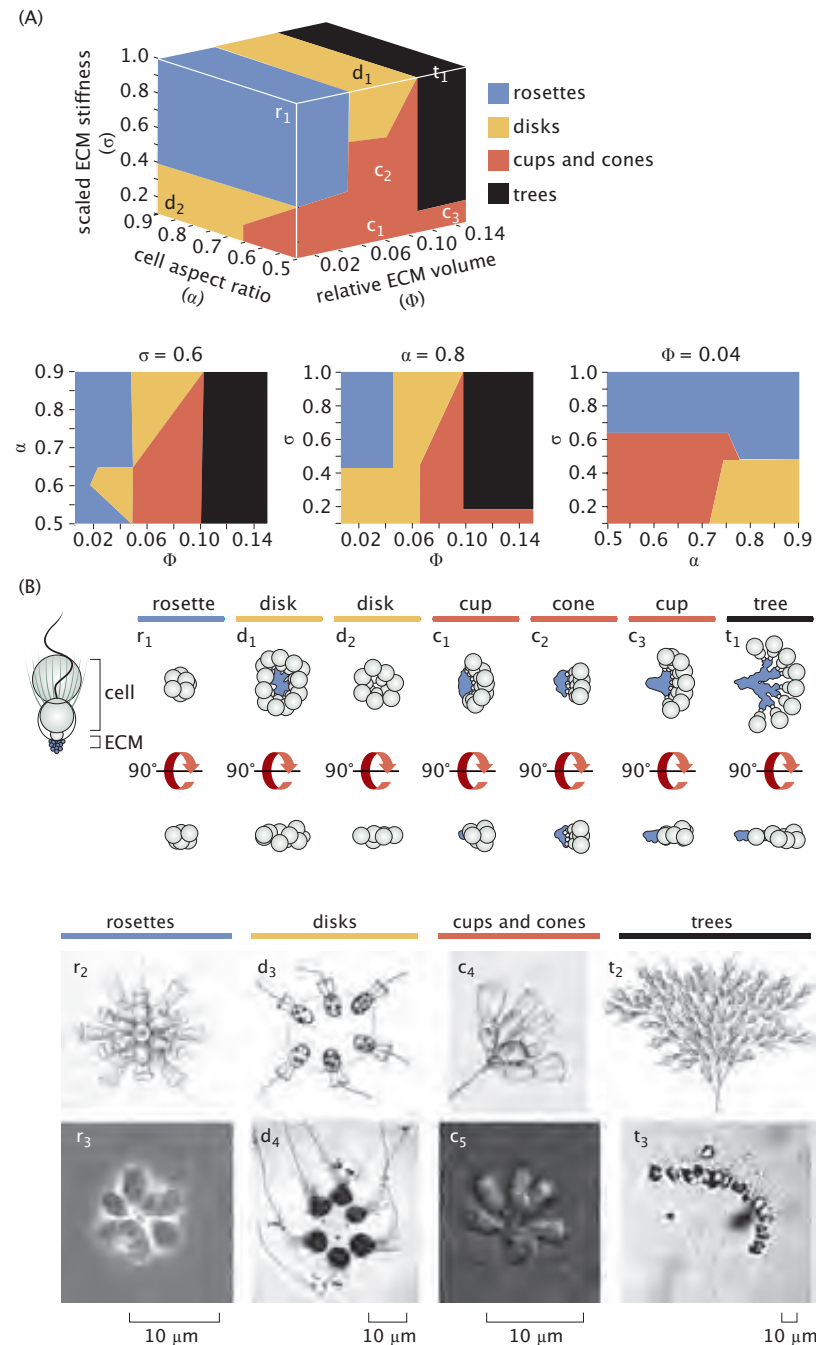 (A)
scaled ECM stiffness
(σ)
1.0
0.8
0.6
0.4
0.2
r₁
d₁
t₁
d₂
c₂
c₁
c₃
0.9
0.8
0.7
0.6
0.5
cell aspect ratio
(α)
0.02
0.06
0.10
0.14
relative ECM volume
(Φ)
rosettes
disks
cups and cones
trees
σ = 0.6
α
0.9
0.8
0.7
0.6
0.5
0.02 0.06 0.10 0.14
Φ
α = 0.8
σ
1.0
0.8
0.6
0.4
0.2
0.02 0.06 0.10 0.14
Φ
Φ = 0.04
σ
1.0
0.8
0.6
0.4
0.2
0.5 0.6 0.7 0.8 0.9
α
(B)
cell
ECM
rosette disk disk cup cone cup tree
r₁ d₁ d₂ c₁ c₂ c₃ t₁
90° 90° 90° 90° 90° 90° 90°
rosettes disks cups and cones trees
r₂ d₃ c₄ t₂
r₃ d₄ c₅ t₃
10 µm 10 µm 10 µm 10 µm